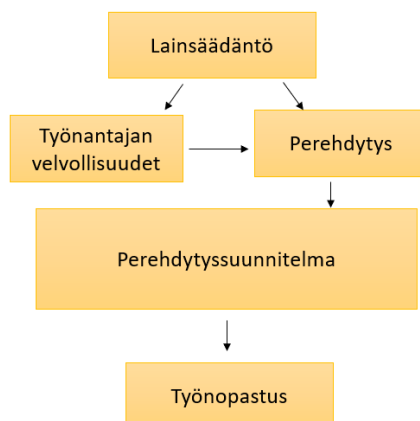 Lainsäädäntö
Työnantajan
velvollisuudet
Perehdytys
Perehdytyssuunnitelma
Työnopastus